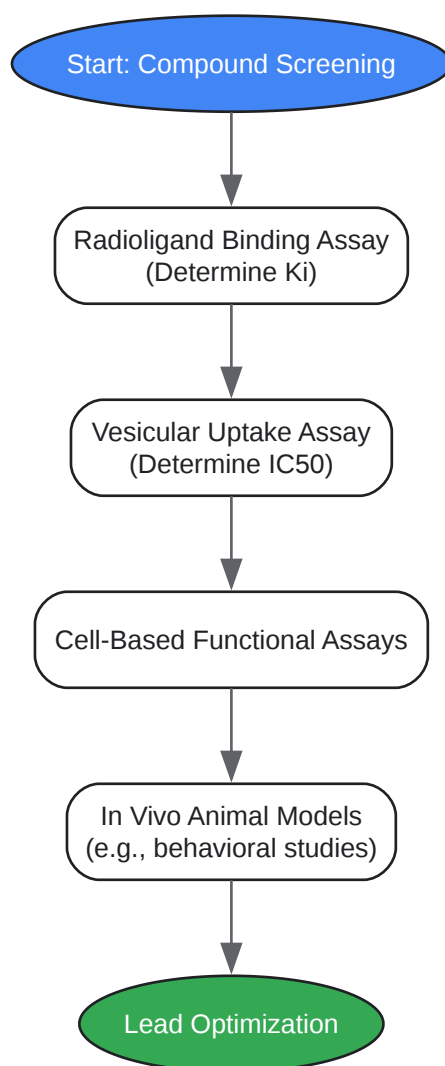 Start: Compound Screening
Radioligand Binding Assay
(Determine Ki)
Vesicular Uptake Assay
(Determine IC50)
Cell-Based Functional Assays
In Vivo Animal Models
(e.g., behavioral studies)
Lead Optimization